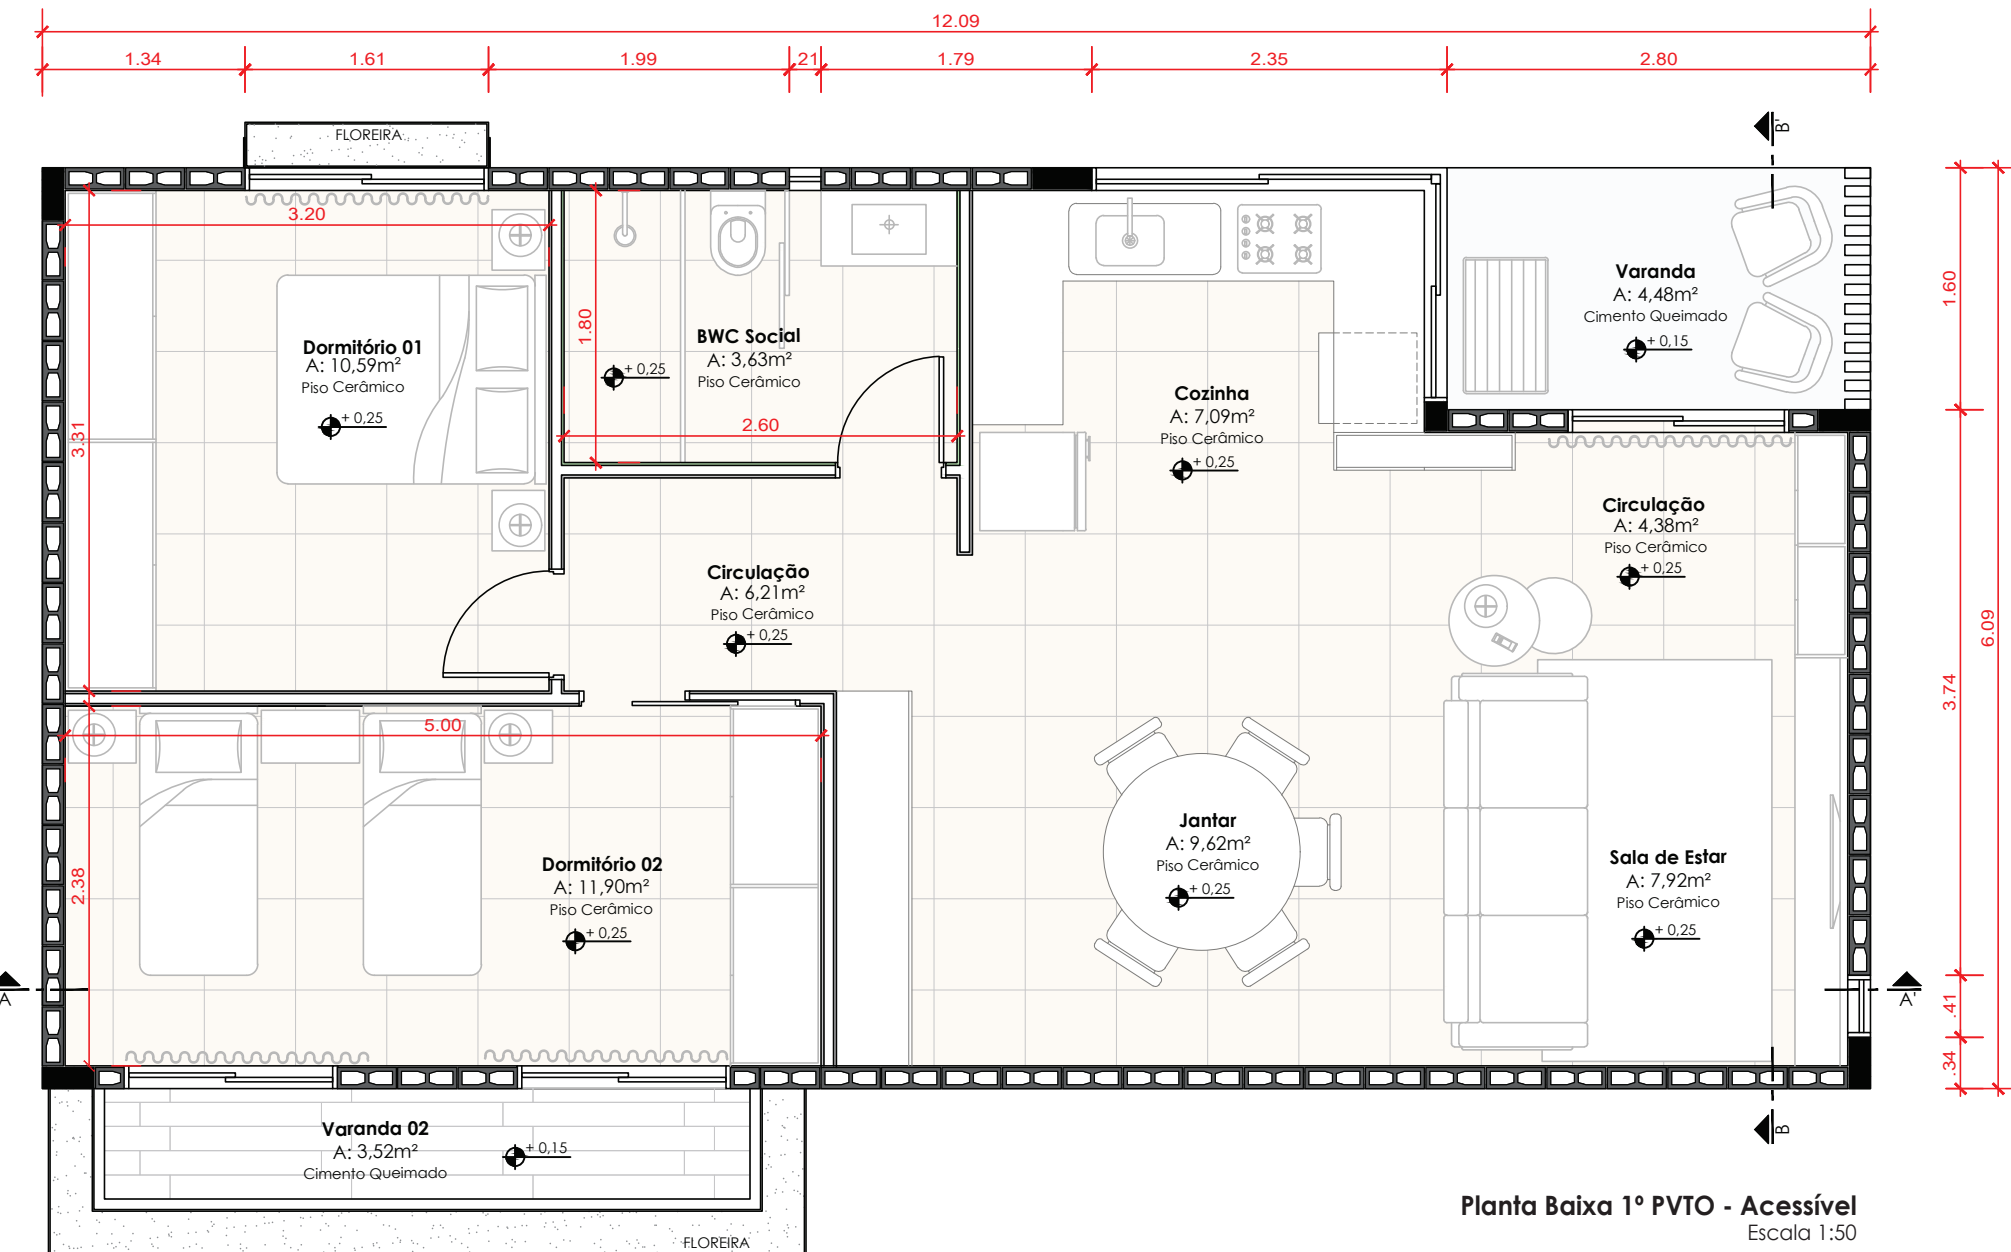 12.09
1.34
1.61
1.99
21
1.79
2.35
2.80
FLOREIRA
B'
3.20
1.80
3.31
Dormitório 01
A: 10,59m²
Piso Cerâmico
+ 0,25
BWC Social
A: 3,63m²
Piso Cerâmico
+ 0,25
2.60
Cozinha
A: 7,09m²
Piso Cerâmico
+ 0,25
Varanda
A: 4,48m²
Cimento Queimado
+ 0,15
1.60
6.09
3.74
.41
.34
Circulação
A: 4,38m²
Piso Cerâmico
+ 0,25
Circulação
A: 6,21m²
Piso Cerâmico
+ 0,25
5.00
2.38
Dormitório 02
A: 11,90m²
Piso Cerâmico
+ 0,25
Jantar
A: 9,62m²
Piso Cerâmico
+ 0,25
Sala de Estar
A: 7,92m²
Piso Cerâmico
+ 0,25
A
A'
Varanda 02
A: 3,52m²
Cimento Queimado
+ 0,15
B
FLOREIRA
Planta Baixa 1º PVTO - Acessível
Escala 1:50